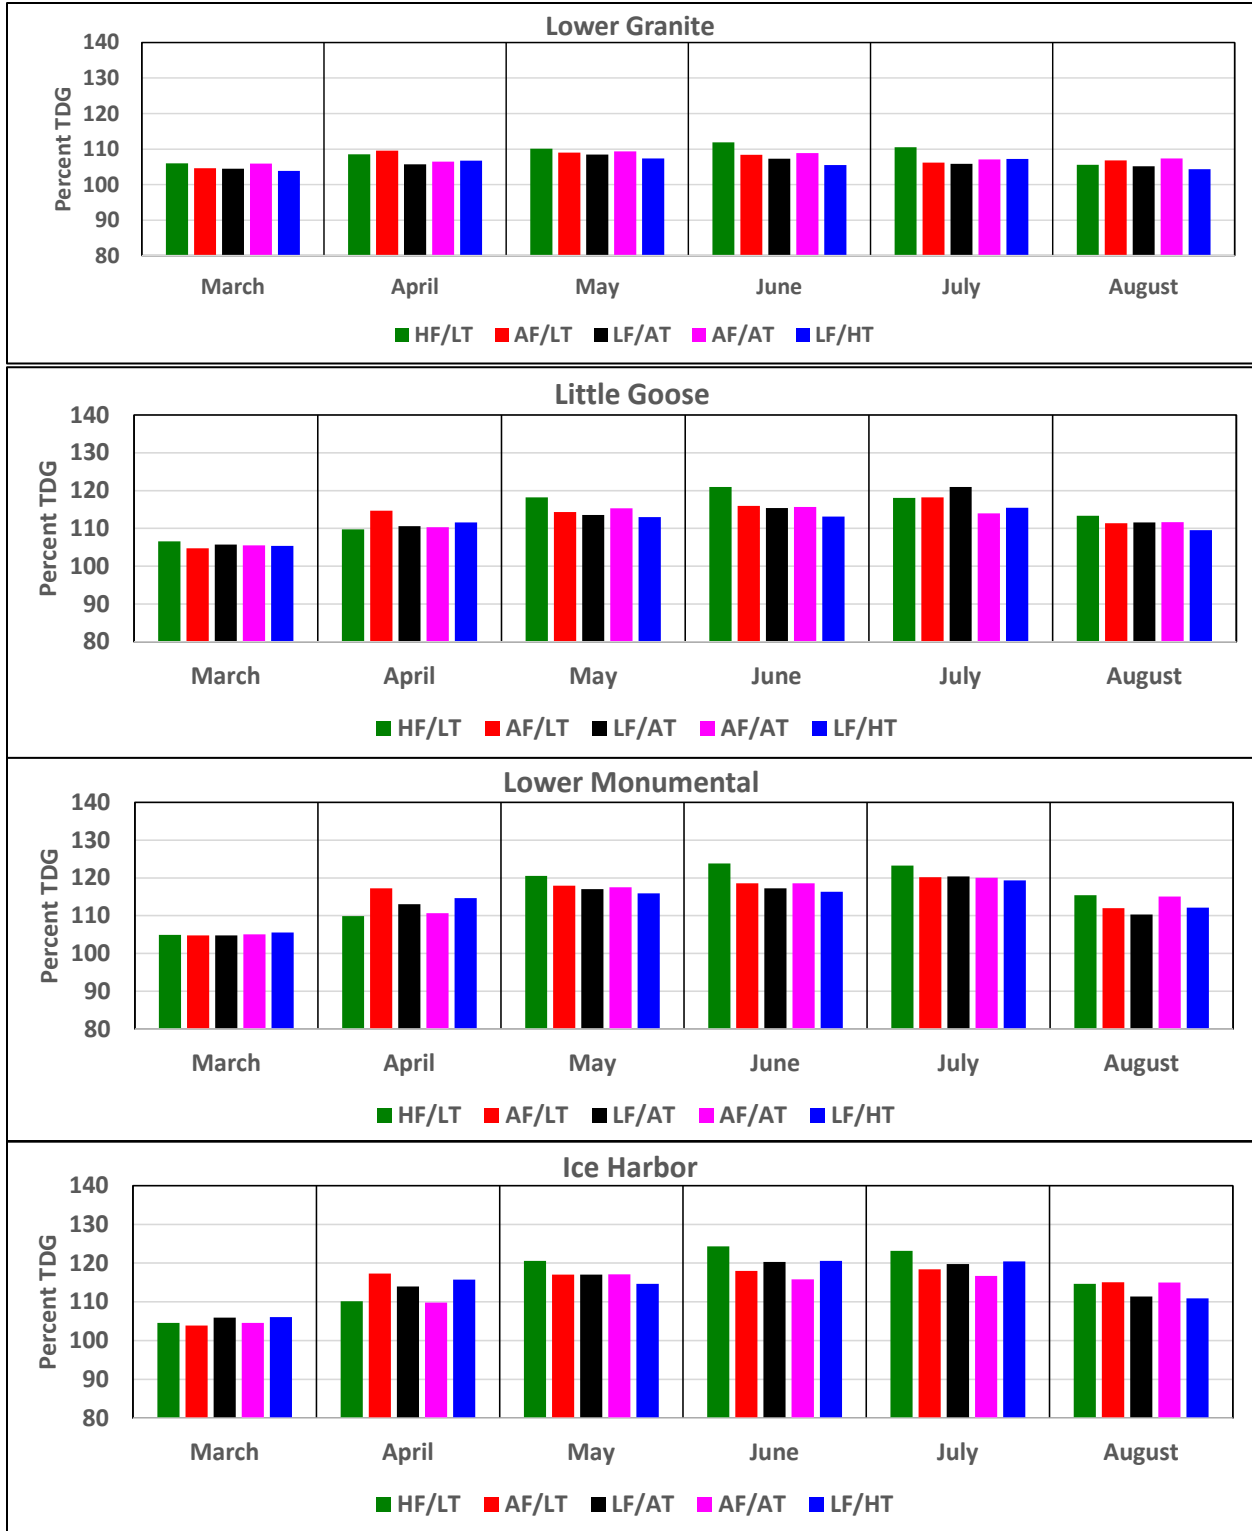 Lower Granite
Percent TDG
140
130
120
110
100
90
80
March April May June July August
HF/LT AF/LT LF/AT AF/AT LF/HT
Little Goose
Percent TDG
140
130
120
110
100
90
80
March April May June July August
HF/LT AF/LT LF/AT AF/AT LF/HT
Lower Monumental
Percent TDG
140
130
120
110
100
90
80
March April May June July August
HF/LT AF/LT LF/AT AF/AT LF/HT
Ice Harbor
Percent TDG
140
130
120
110
100
90
80
March April May June July August
HF/LT AF/LT LF/AT AF/AT LF/HT